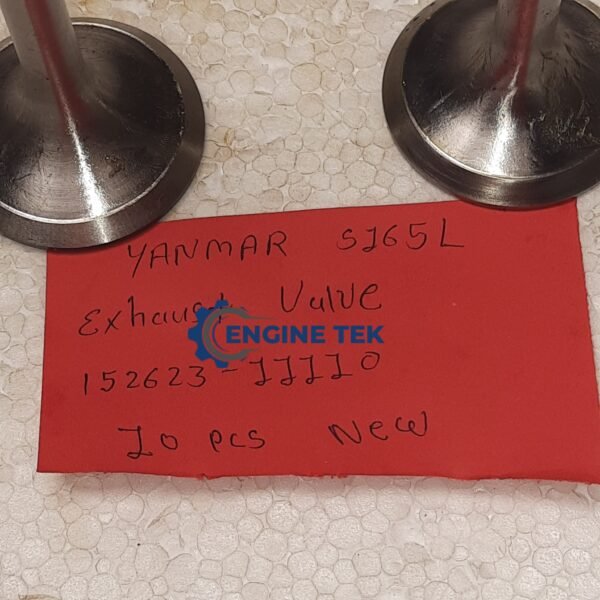 YANMAR S165L
Exhaust Valve
ENGINE TEK
152623-11110
10 pcs New